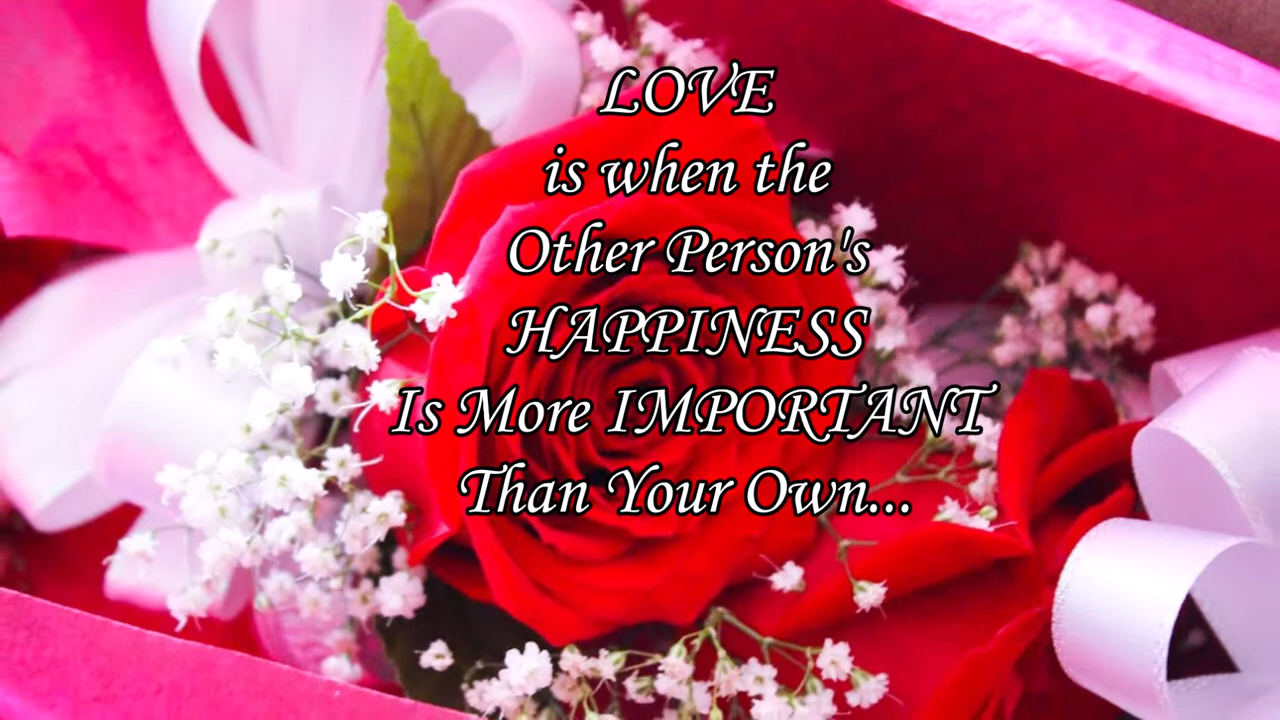 LOVE
is when the
Other Person's
HAPPINESS
Is More IMPORTANT
Than Your Own...